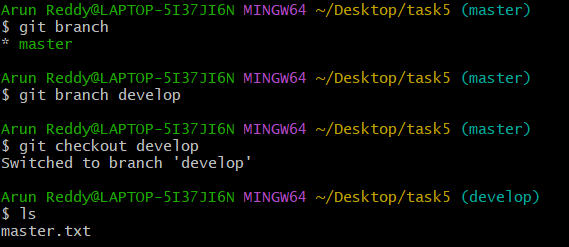 Arun Reddy@LAPTOP-5I37JI6N MINGW64 ~/Desktop/task5 (master)
$ git branch
* master
Arun Reddy@LAPTOP-5I37JI6N MINGW64 ~/Desktop/task5 (master)
$ git branch develop
Arun Reddy@LAPTOP-5I37JI6N MINGW64 ~/Desktop/task5 (master)
$ git checkout develop
Switched to branch 'develop'
Arun Reddy@LAPTOP-5I37JI6N MINGW64 ~/Desktop/task5 (develop)
$ ls
master.txt